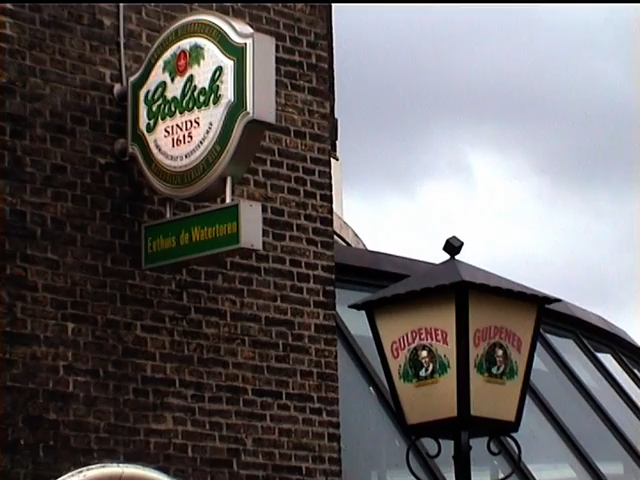 Grolsch
SINDS
1615
Eethuis de Watertoren
GULPENER
GULPENER